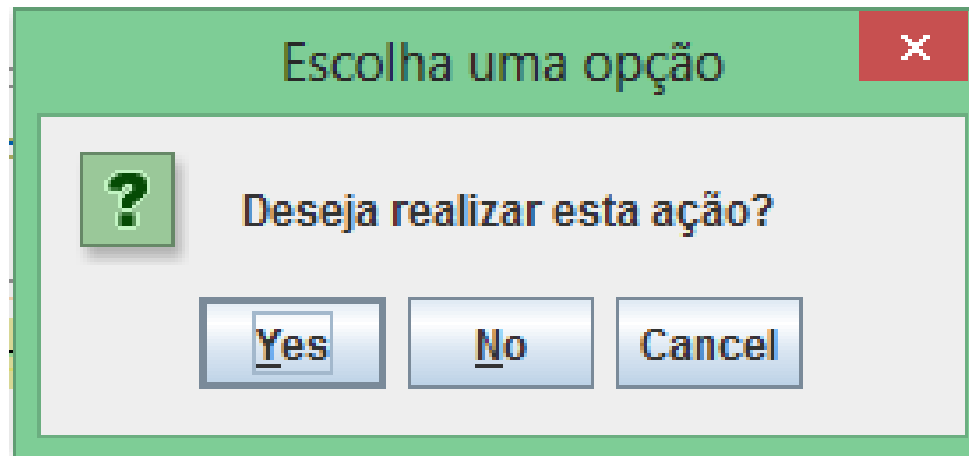 Escolha uma opção
x
?
Deseja realizar esta ação?
Yes No Cancel